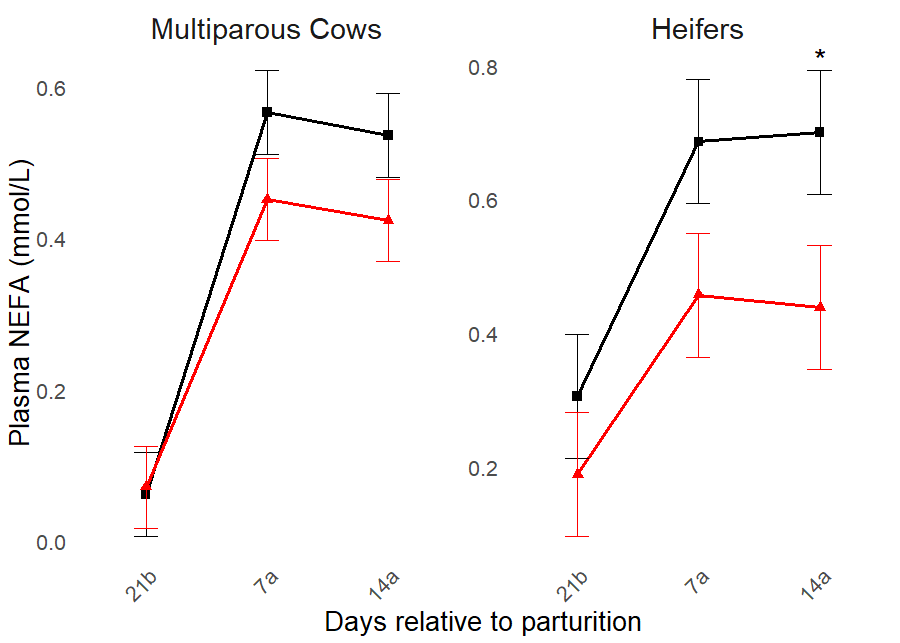 Multiparous Cows
Heifers
*
Plasma NEFA (mmol/L)
0.6
0.4
0.2
0.0
0.8
0.6
0.4
0.2
21b
7a
14a
21b
7a
14a
Days relative to parturition